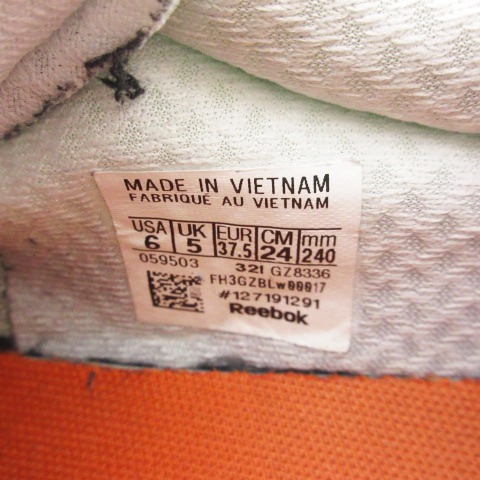 MADE IN VIETNAM
FABRIQUÉ AU VIETNAM
USA UK EUR CM mm
6 5 37.5 24 240
059503 321 GZ8336
FH3GZBLw00017
#127191291
Reebok